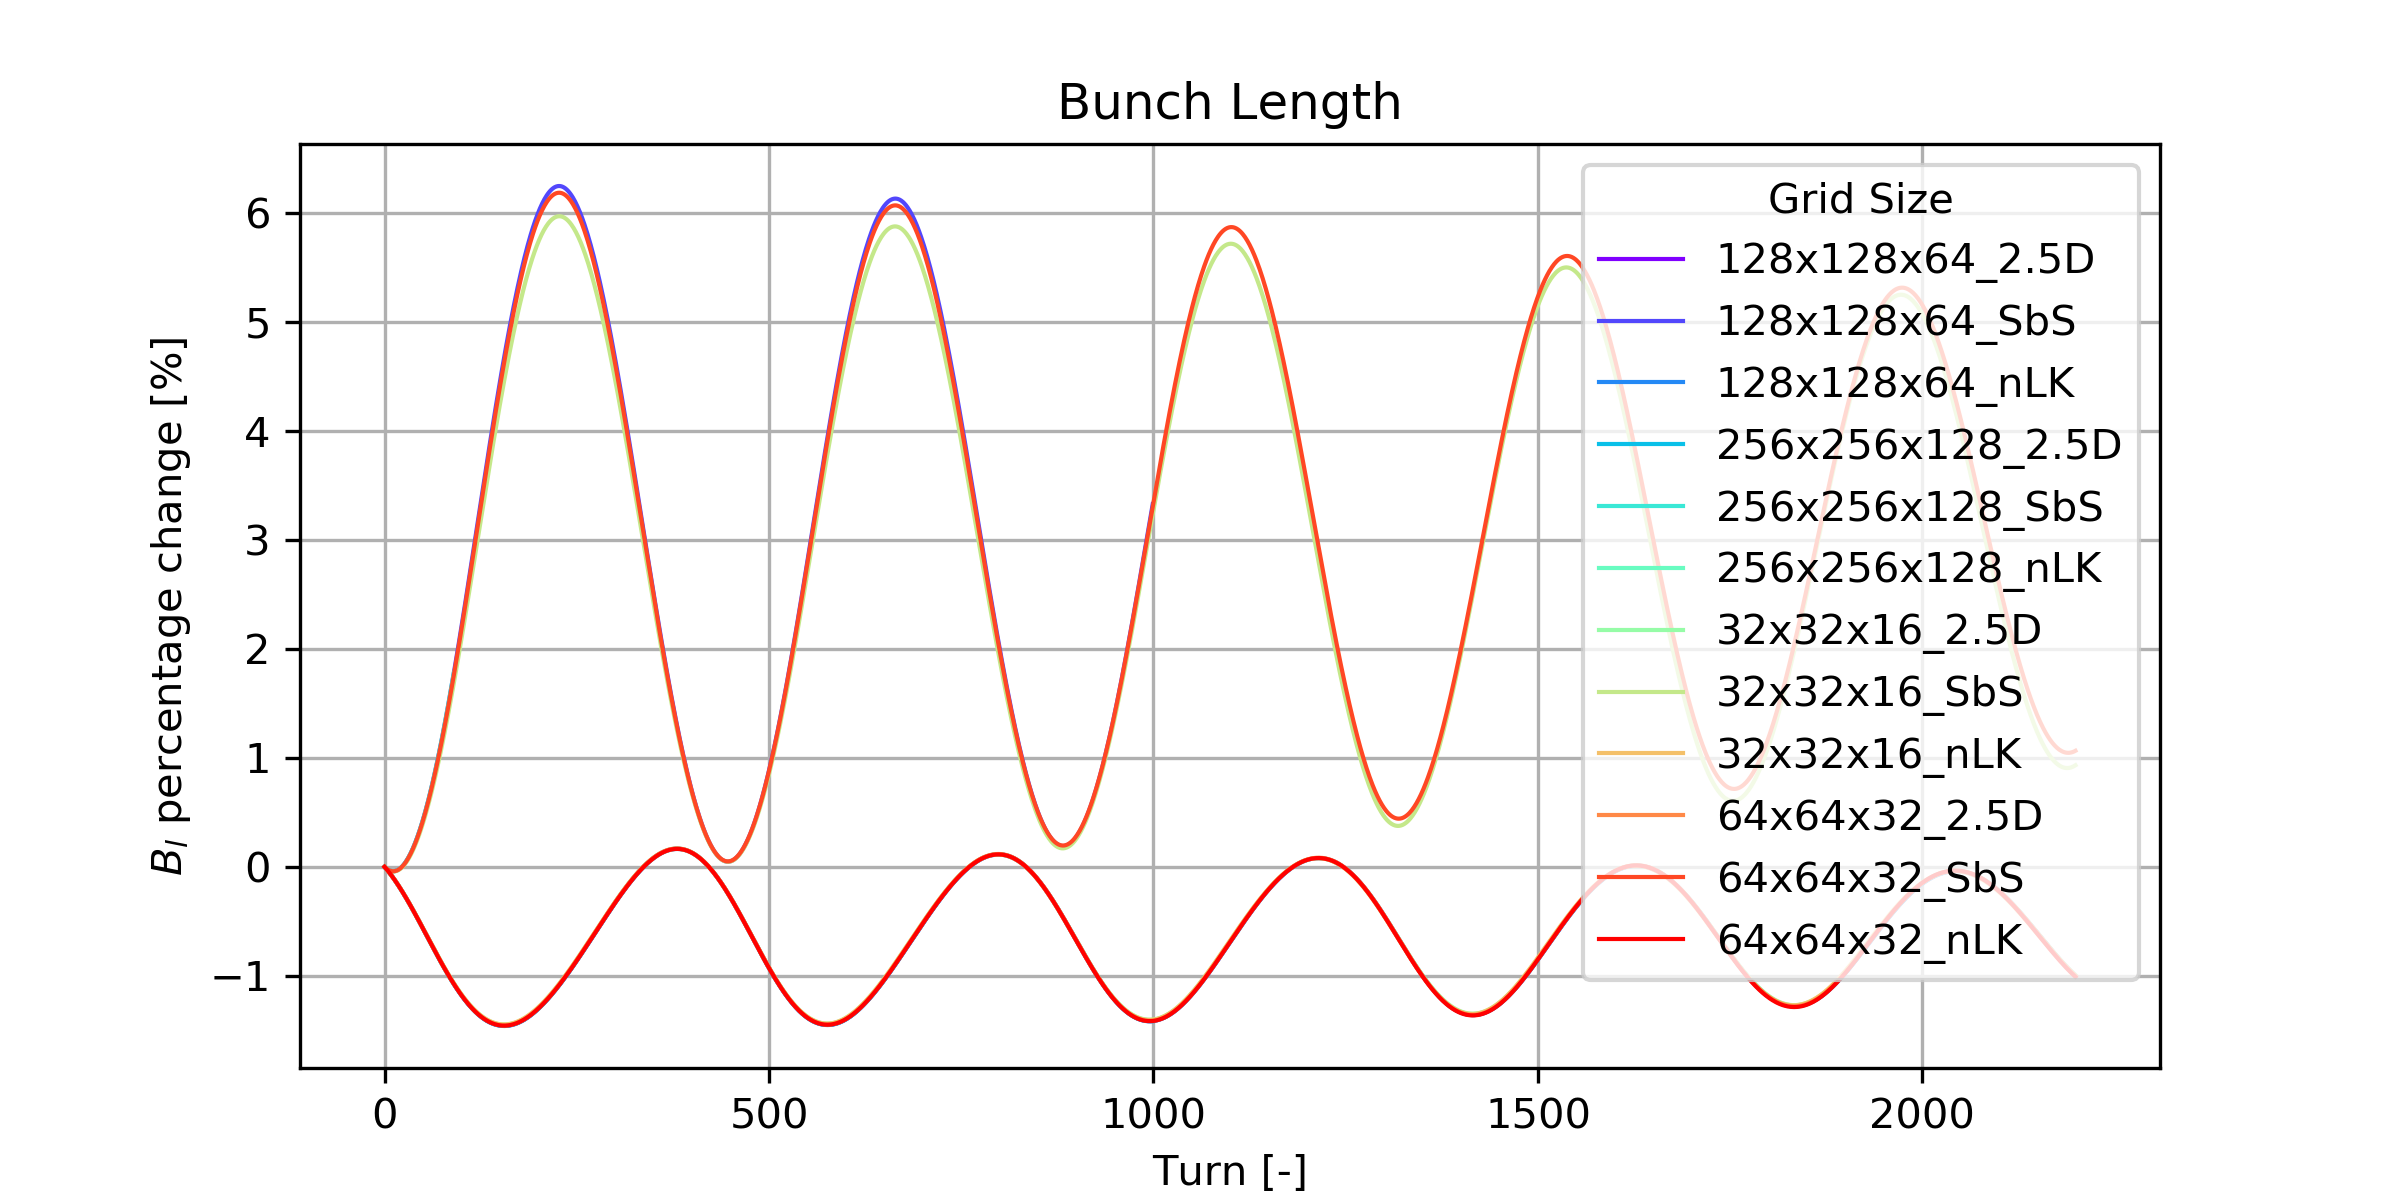 Bunch Length
B_l percentage change [%]
6
5
4
3
2
1
0
−1
Grid Size
128x128x64_2.5D
128x128x64_SbS
128x128x64_nLK
256x256x128_2.5D
256x256x128_SbS
256x256x128_nLK
32x32x16_2.5D
32x32x16_SbS
32x32x16_nLK
64x64x32_2.5D
64x64x32_SbS
64x64x32_nLK
0 500 1000 1500 2000
Turn [-]